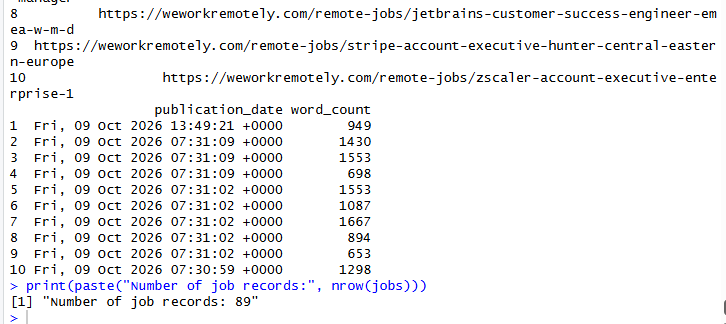 manager
8          https://weworkremotely.com/remote-jobs/jetbrains-customer-success-engineer-em
ea-w-m-d
9  https://weworkremotely.com/remote-jobs/stripe-account-executive-hunter-central-easter
n-europe
10                 https://weworkremotely.com/remote-jobs/zscaler-account-executive-ente
rprise-1
                  publication_date word_count
1  Fri, 09 Oct 2026 13:49:21 +0000        949
2  Fri, 09 Oct 2026 07:31:09 +0000       1430
3  Fri, 09 Oct 2026 07:31:09 +0000       1553
4  Fri, 09 Oct 2026 07:31:09 +0000        698
5  Fri, 09 Oct 2026 07:31:02 +0000       1553
6  Fri, 09 Oct 2026 07:31:02 +0000       1087
7  Fri, 09 Oct 2026 07:31:02 +0000       1667
8  Fri, 09 Oct 2026 07:31:02 +0000        894
9  Fri, 09 Oct 2026 07:31:02 +0000        653
10 Fri, 09 Oct 2026 07:30:59 +0000       1298
> print(paste("Number of job records:", nrow(jobs)))
[1] "Number of job records: 89"
>